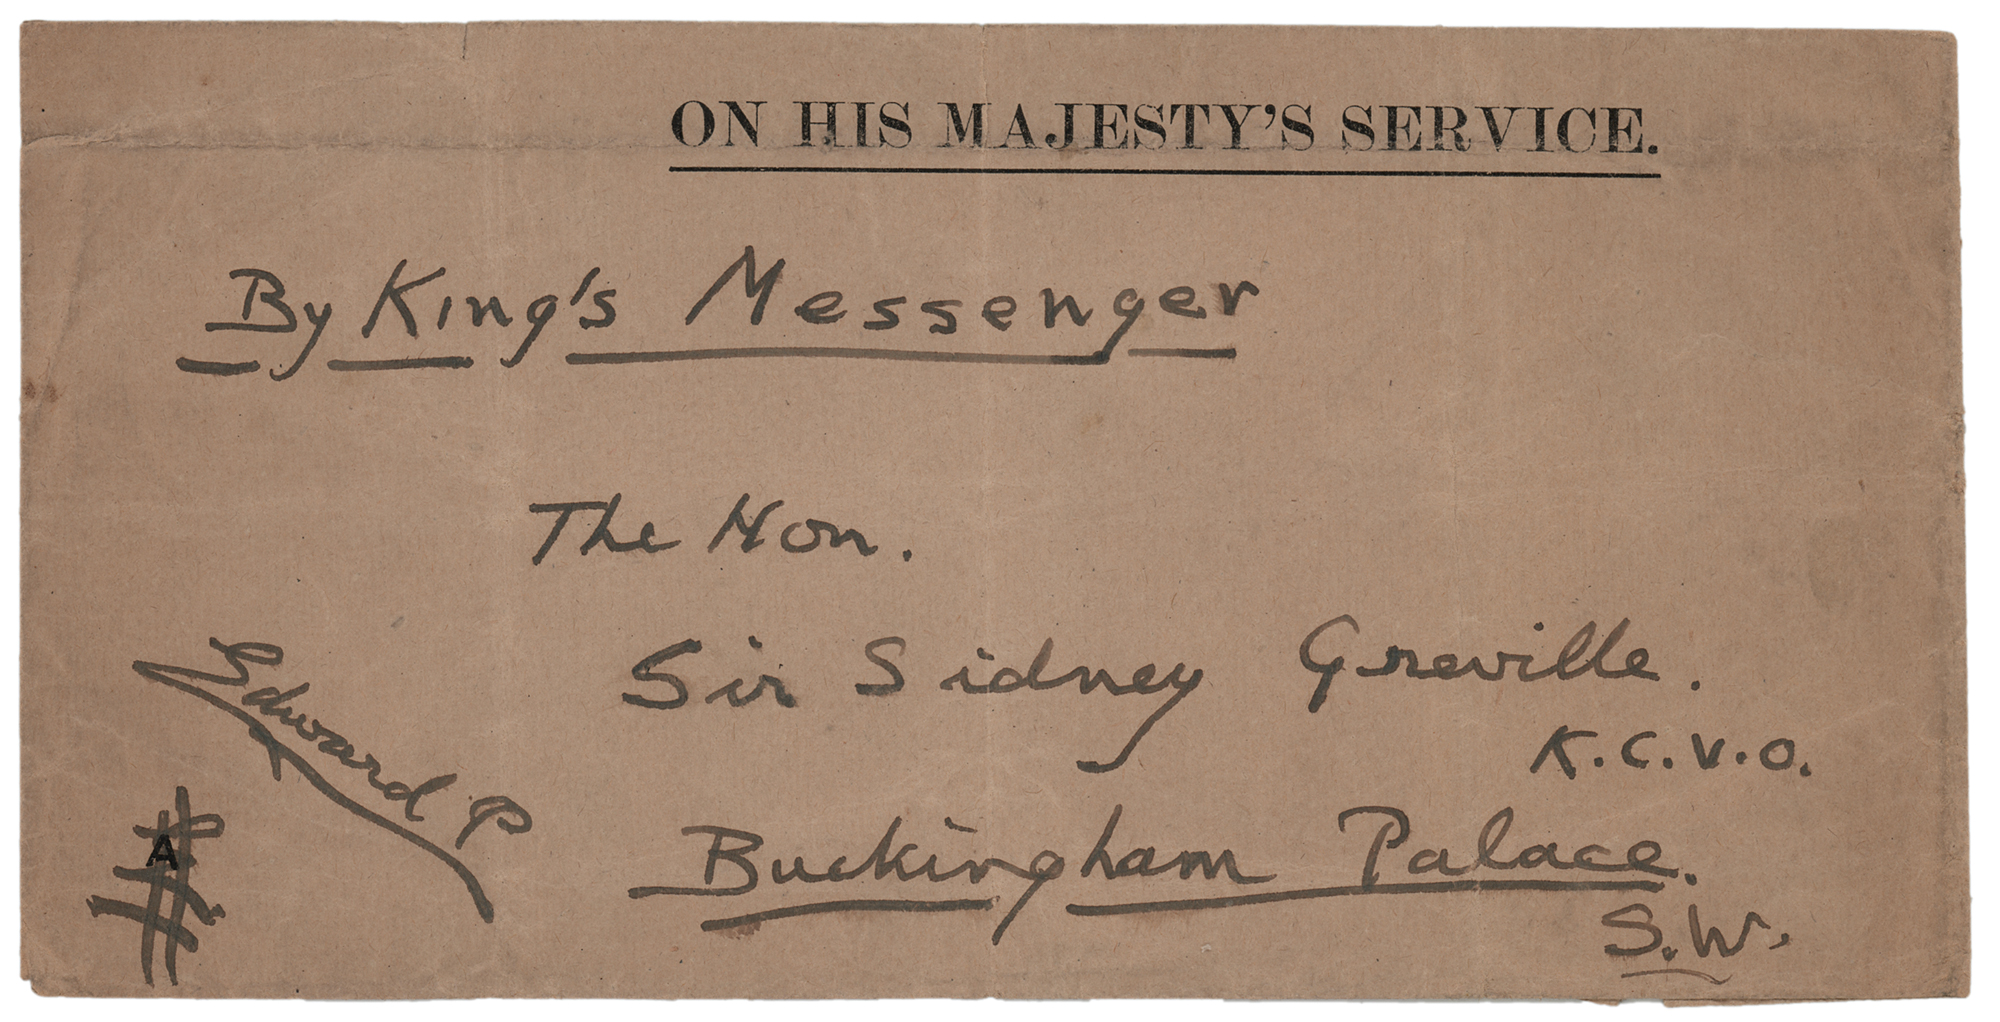 ON HIS MAJESTY'S SERVICE.
By King's Messenger
The Hon.
Sir Sidney Greville.
K.C.V.O.
Edward P
A
Buckingham Palace.
S.W.